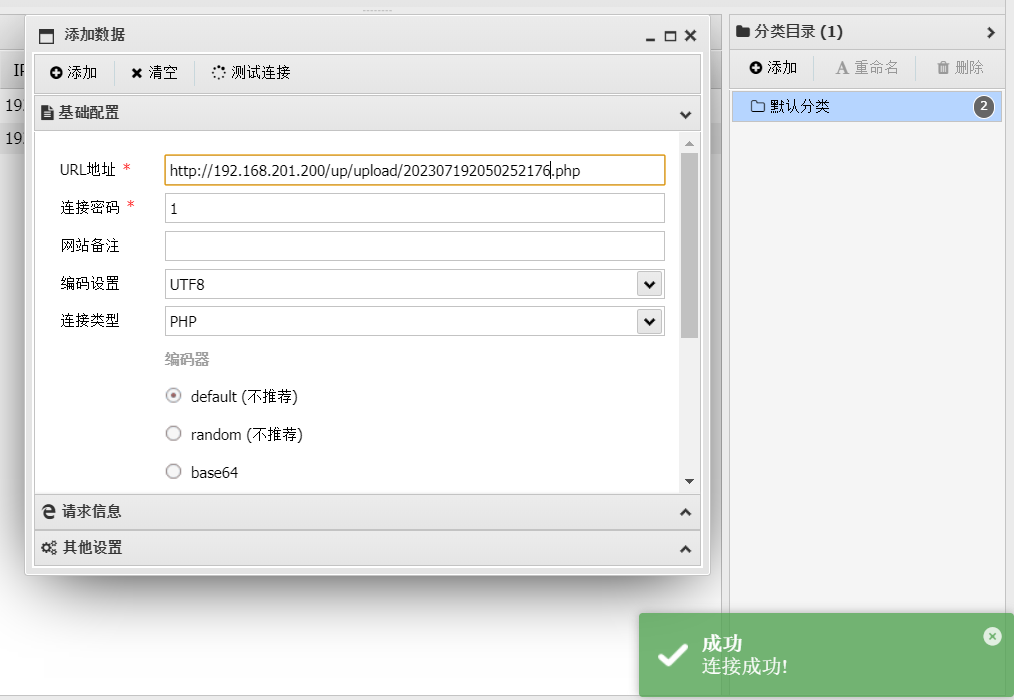 添加数据
添加 清空 测试连接
基础配置
URL地址 * http://192.168.201.200/up/upload/202307192050252176.php
连接密码 * 1
网站备注
编码设置 UTF8
连接类型 PHP
编码器
default (不推荐)
random (不推荐)
base64
请求信息
其他设置
IP
19
19
分类目录 (1)
添加 重命名 删除
默认分类 2
成功
连接成功!